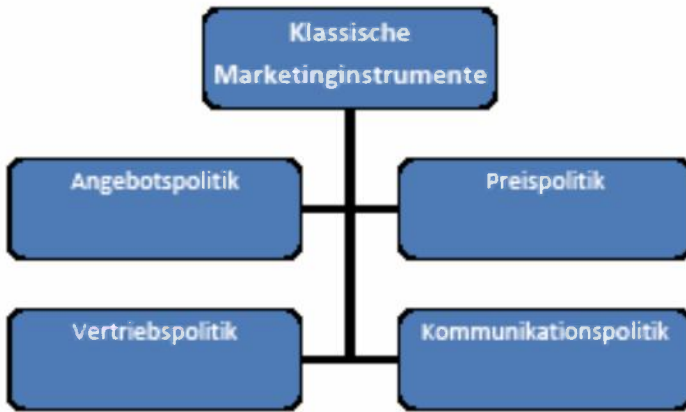 Klassische
Marketinginstrumente
Angebotspolitik
Preispolitik
Vertriebspolitik
Kommunikationspolitik